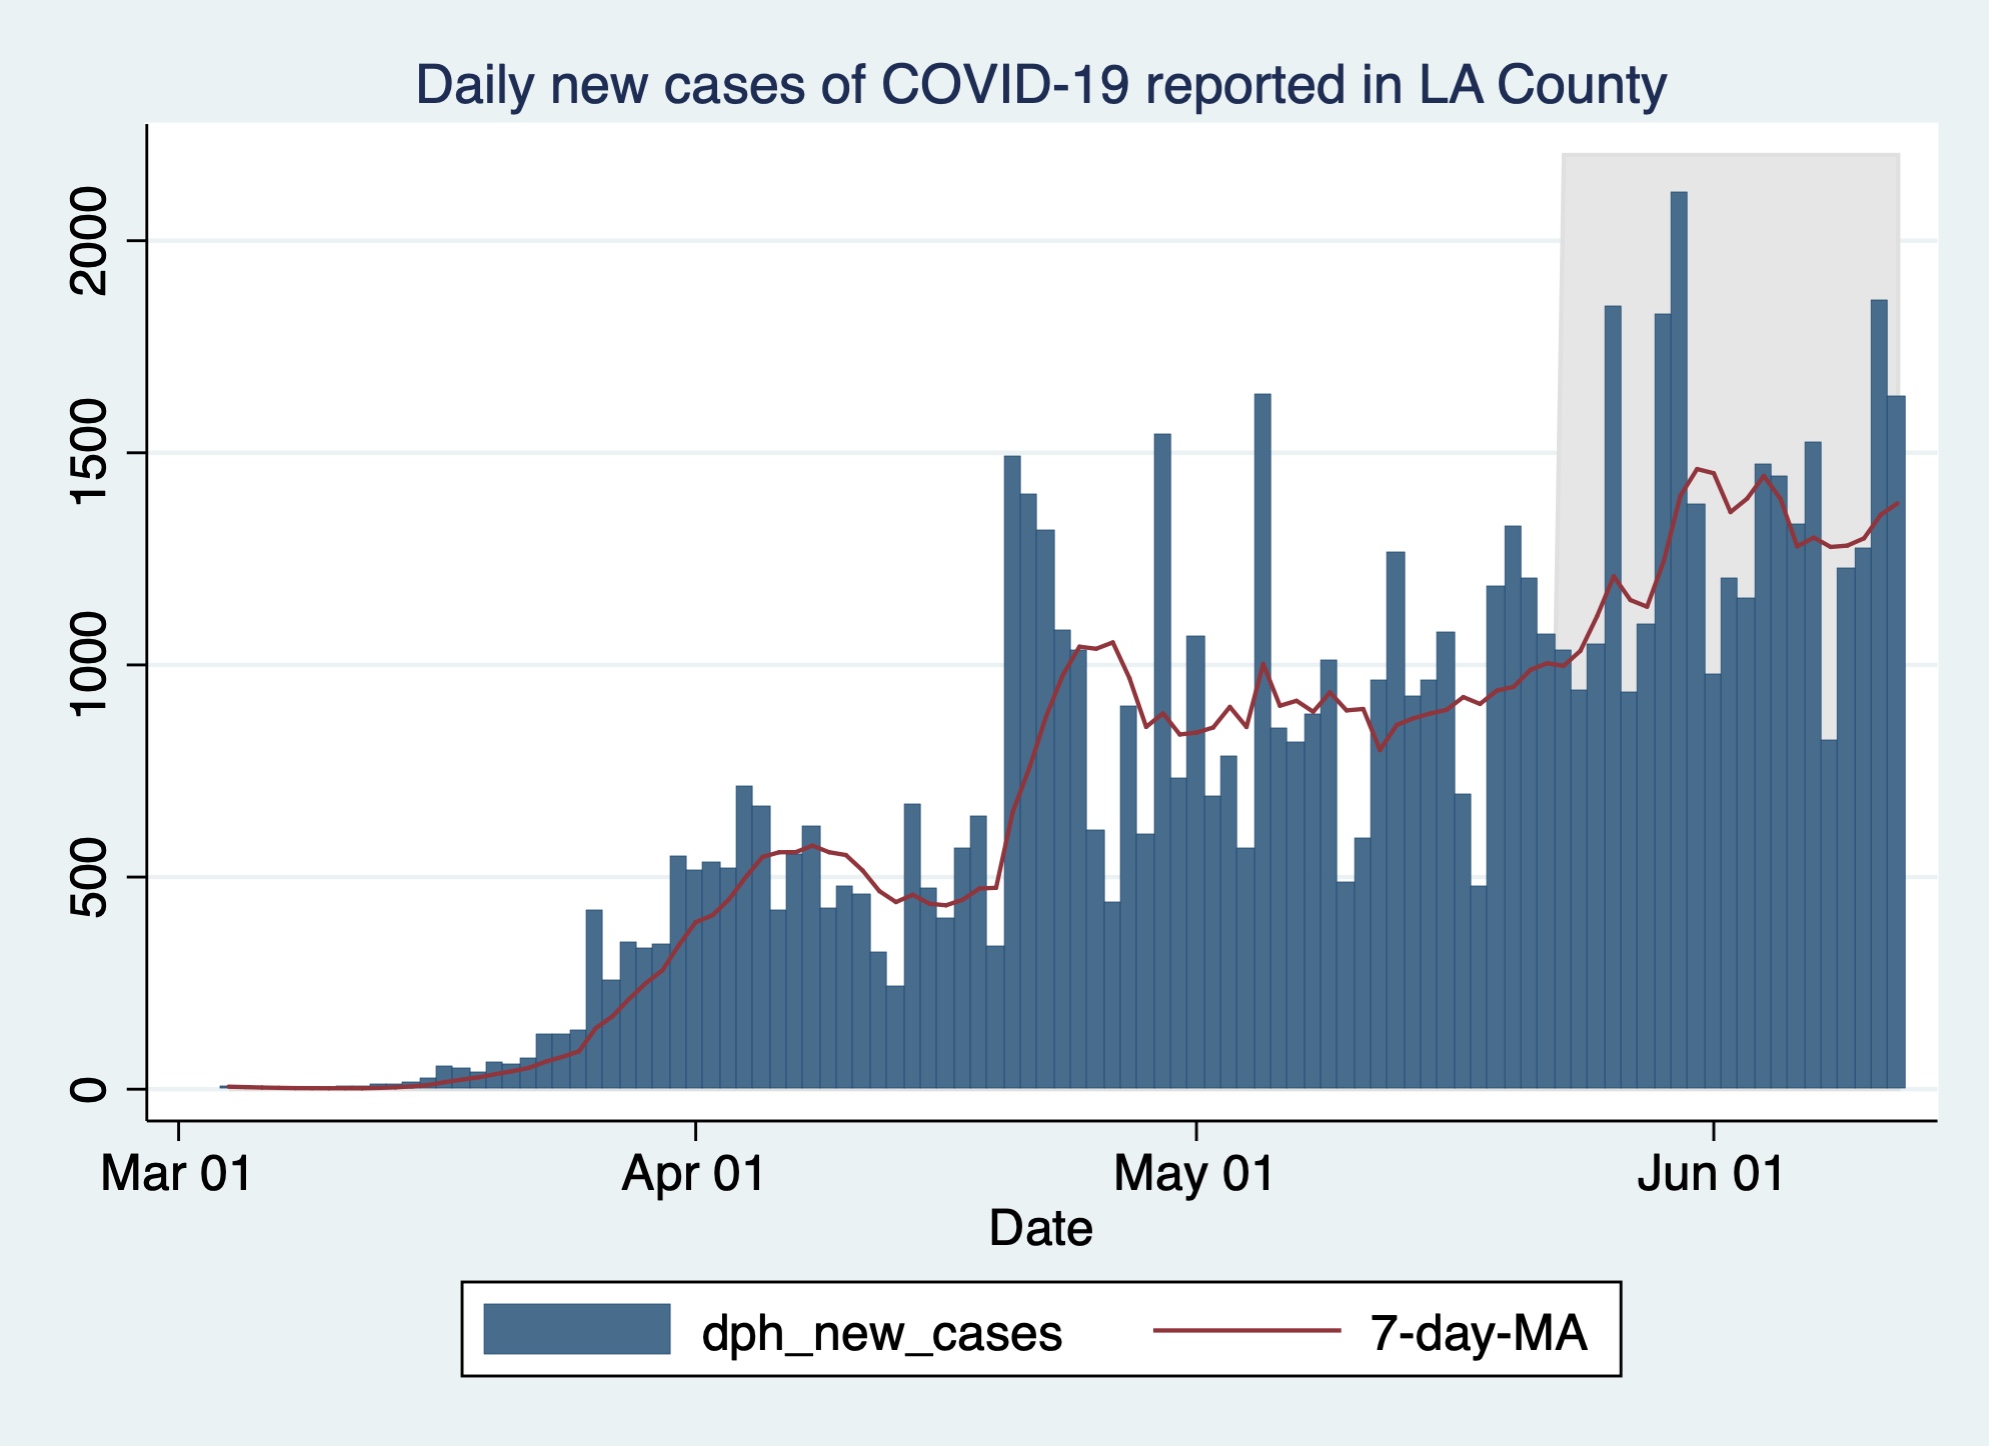 Daily new cases of COVID-19 reported in LA County
2000
1500
1000
500
0
Mar 01 Apr 01 May 01 Jun 01
Date
dph_new_cases 7-day-MA